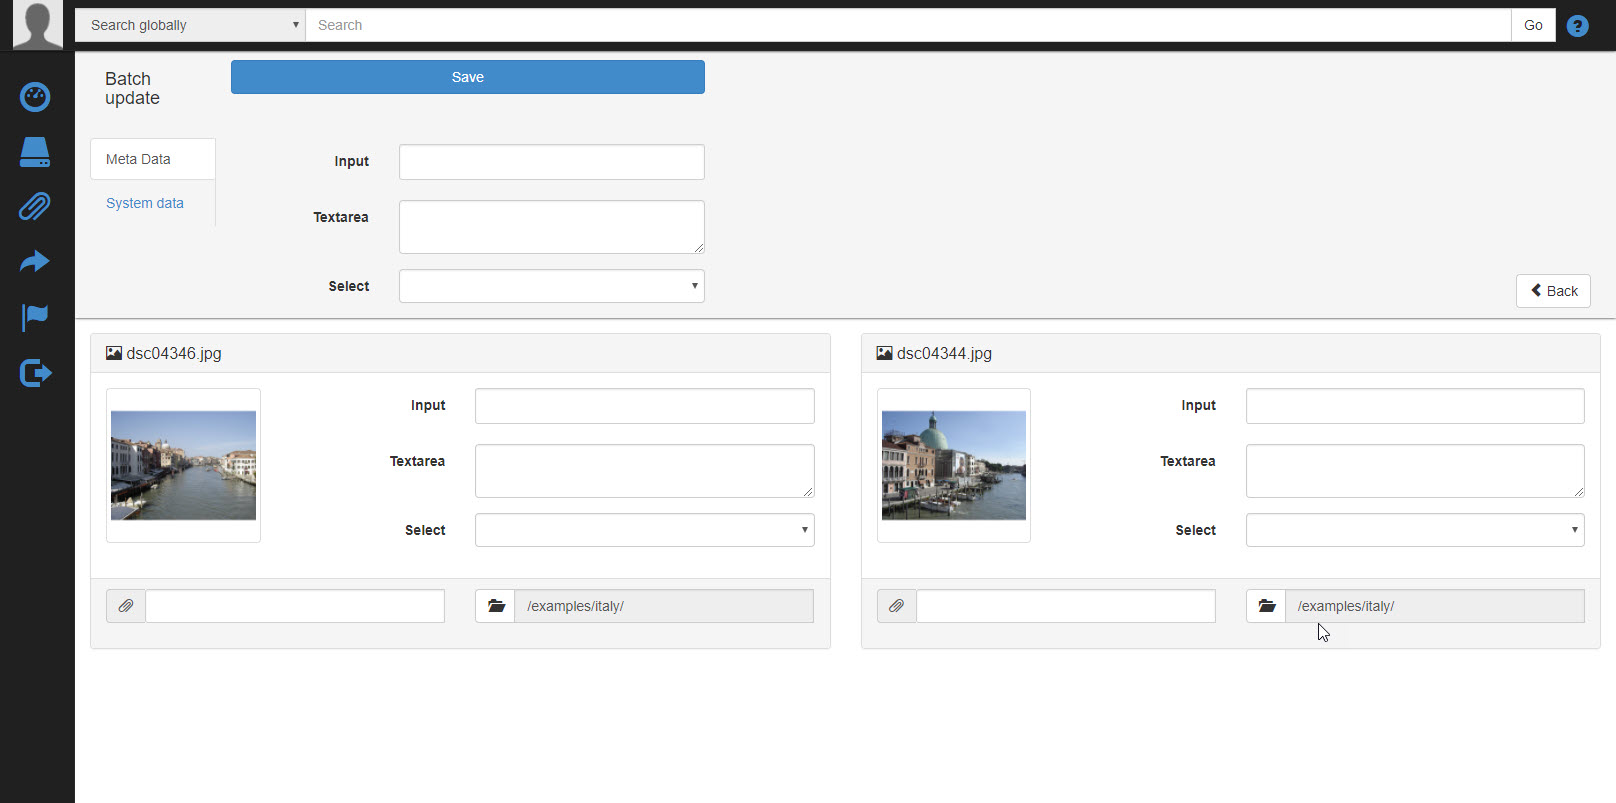 Search globally
Search
Go
Batch
update
Save
Meta Data
System data
Input
Textarea
Select
Back
dsc04346.jpg
Input
Textarea
Select
/examples/italy/
dsc04344.jpg
Input
Textarea
Select
/examples/italy/